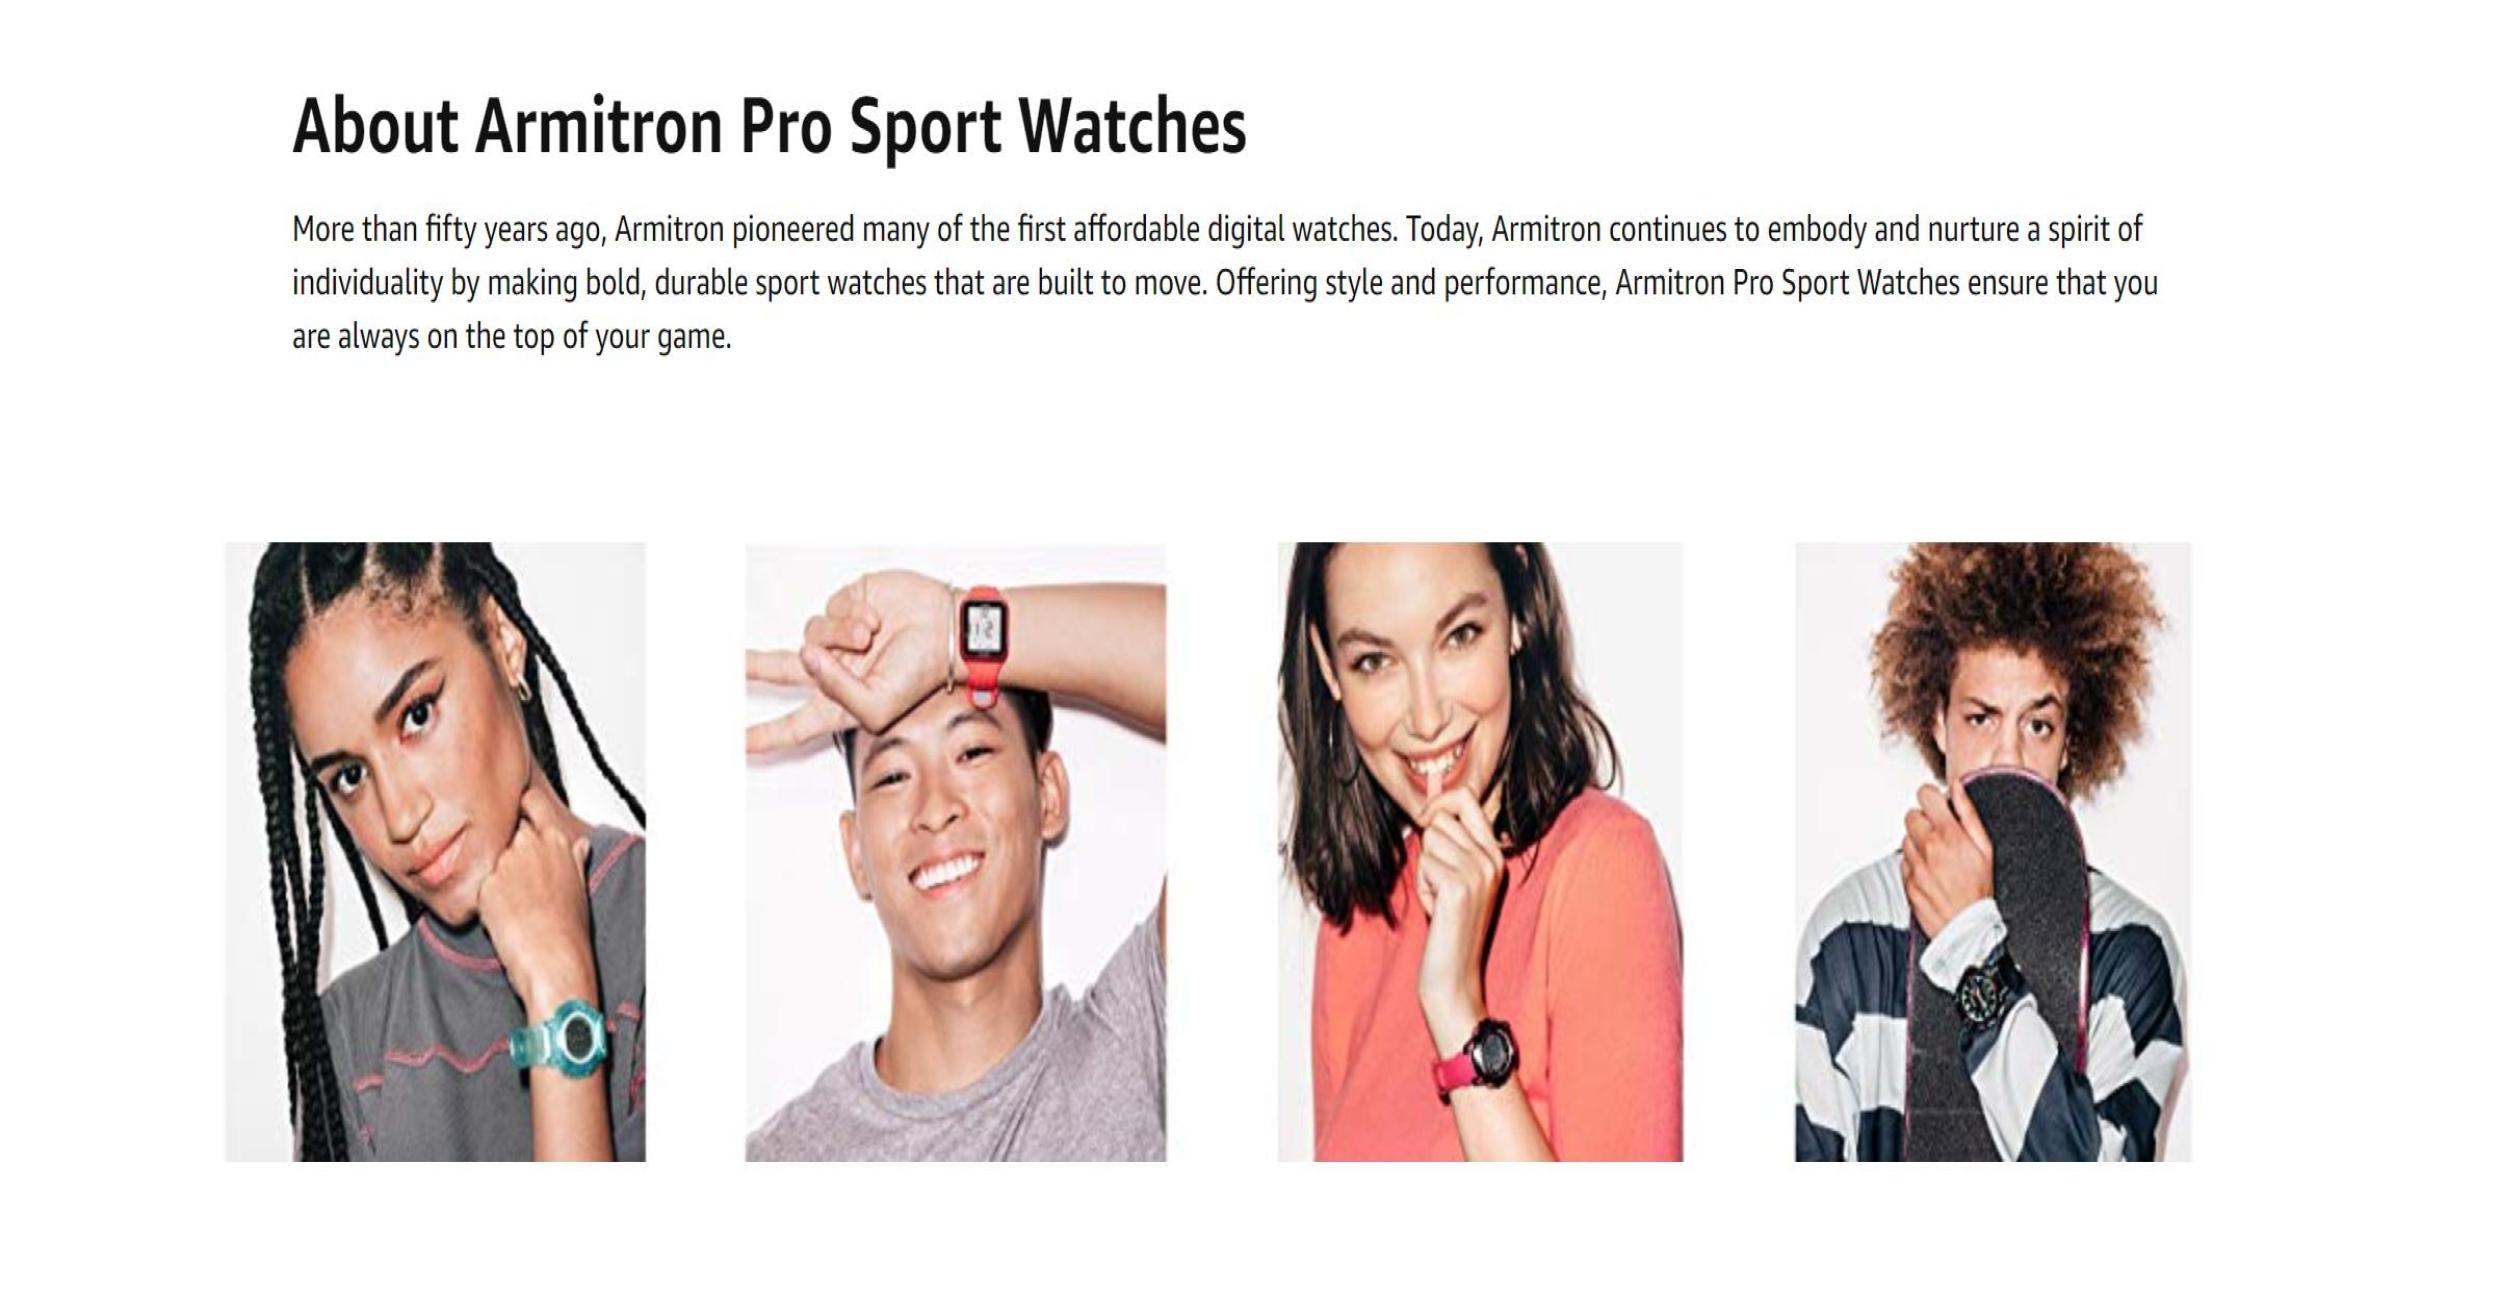 About Armitron Pro Sport Watches
More than fifty years ago, Armitron pioneered many of the first affordable digital watches. Today, Armitron continues to embody and nurture a spirit of
individuality by making bold, durable sport watches that are built to move. Offering style and performance, Armitron Pro Sport Watches ensure that you
are always on the top of your game.